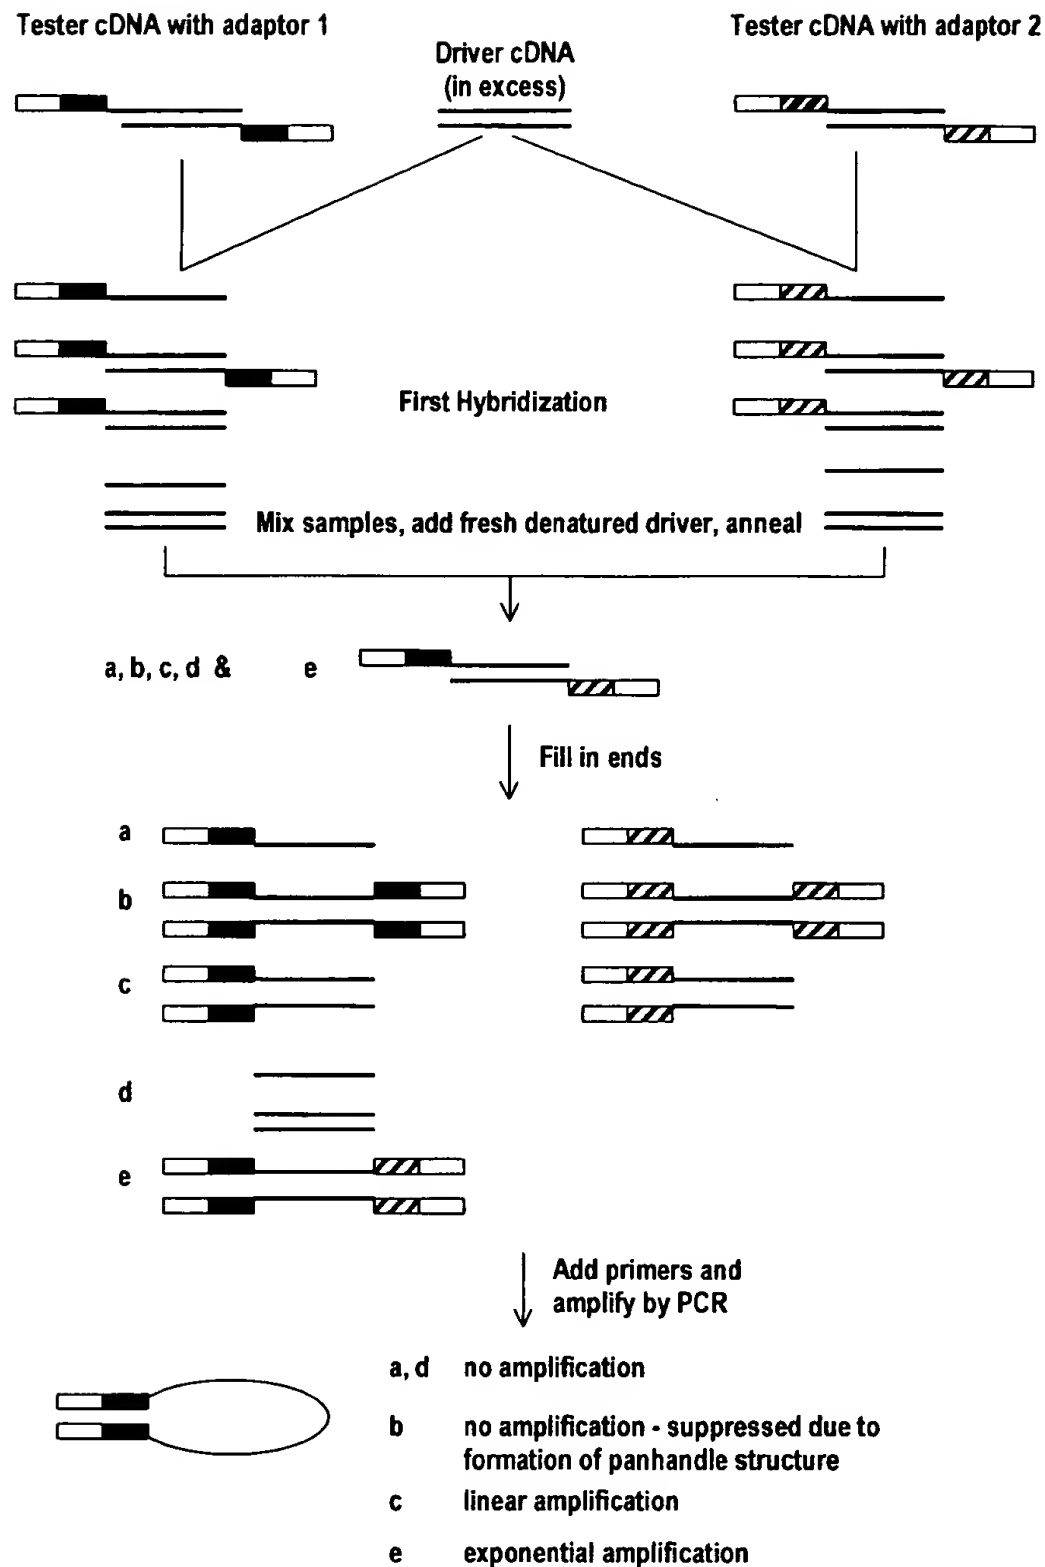 Tester cDNA with adaptor 1
Driver cDNA
(in excess)
Tester cDNA with adaptor 2
First Hybridization
Mix samples, add fresh denatured driver, anneal
a, b, c, d &
e
Fill in ends
a
b
c
d
e
Add primers and
amplify by PCR
a, d no amplification
b no amplification - suppressed due to
formation of panhandle structure
c linear amplification
e exponential amplification